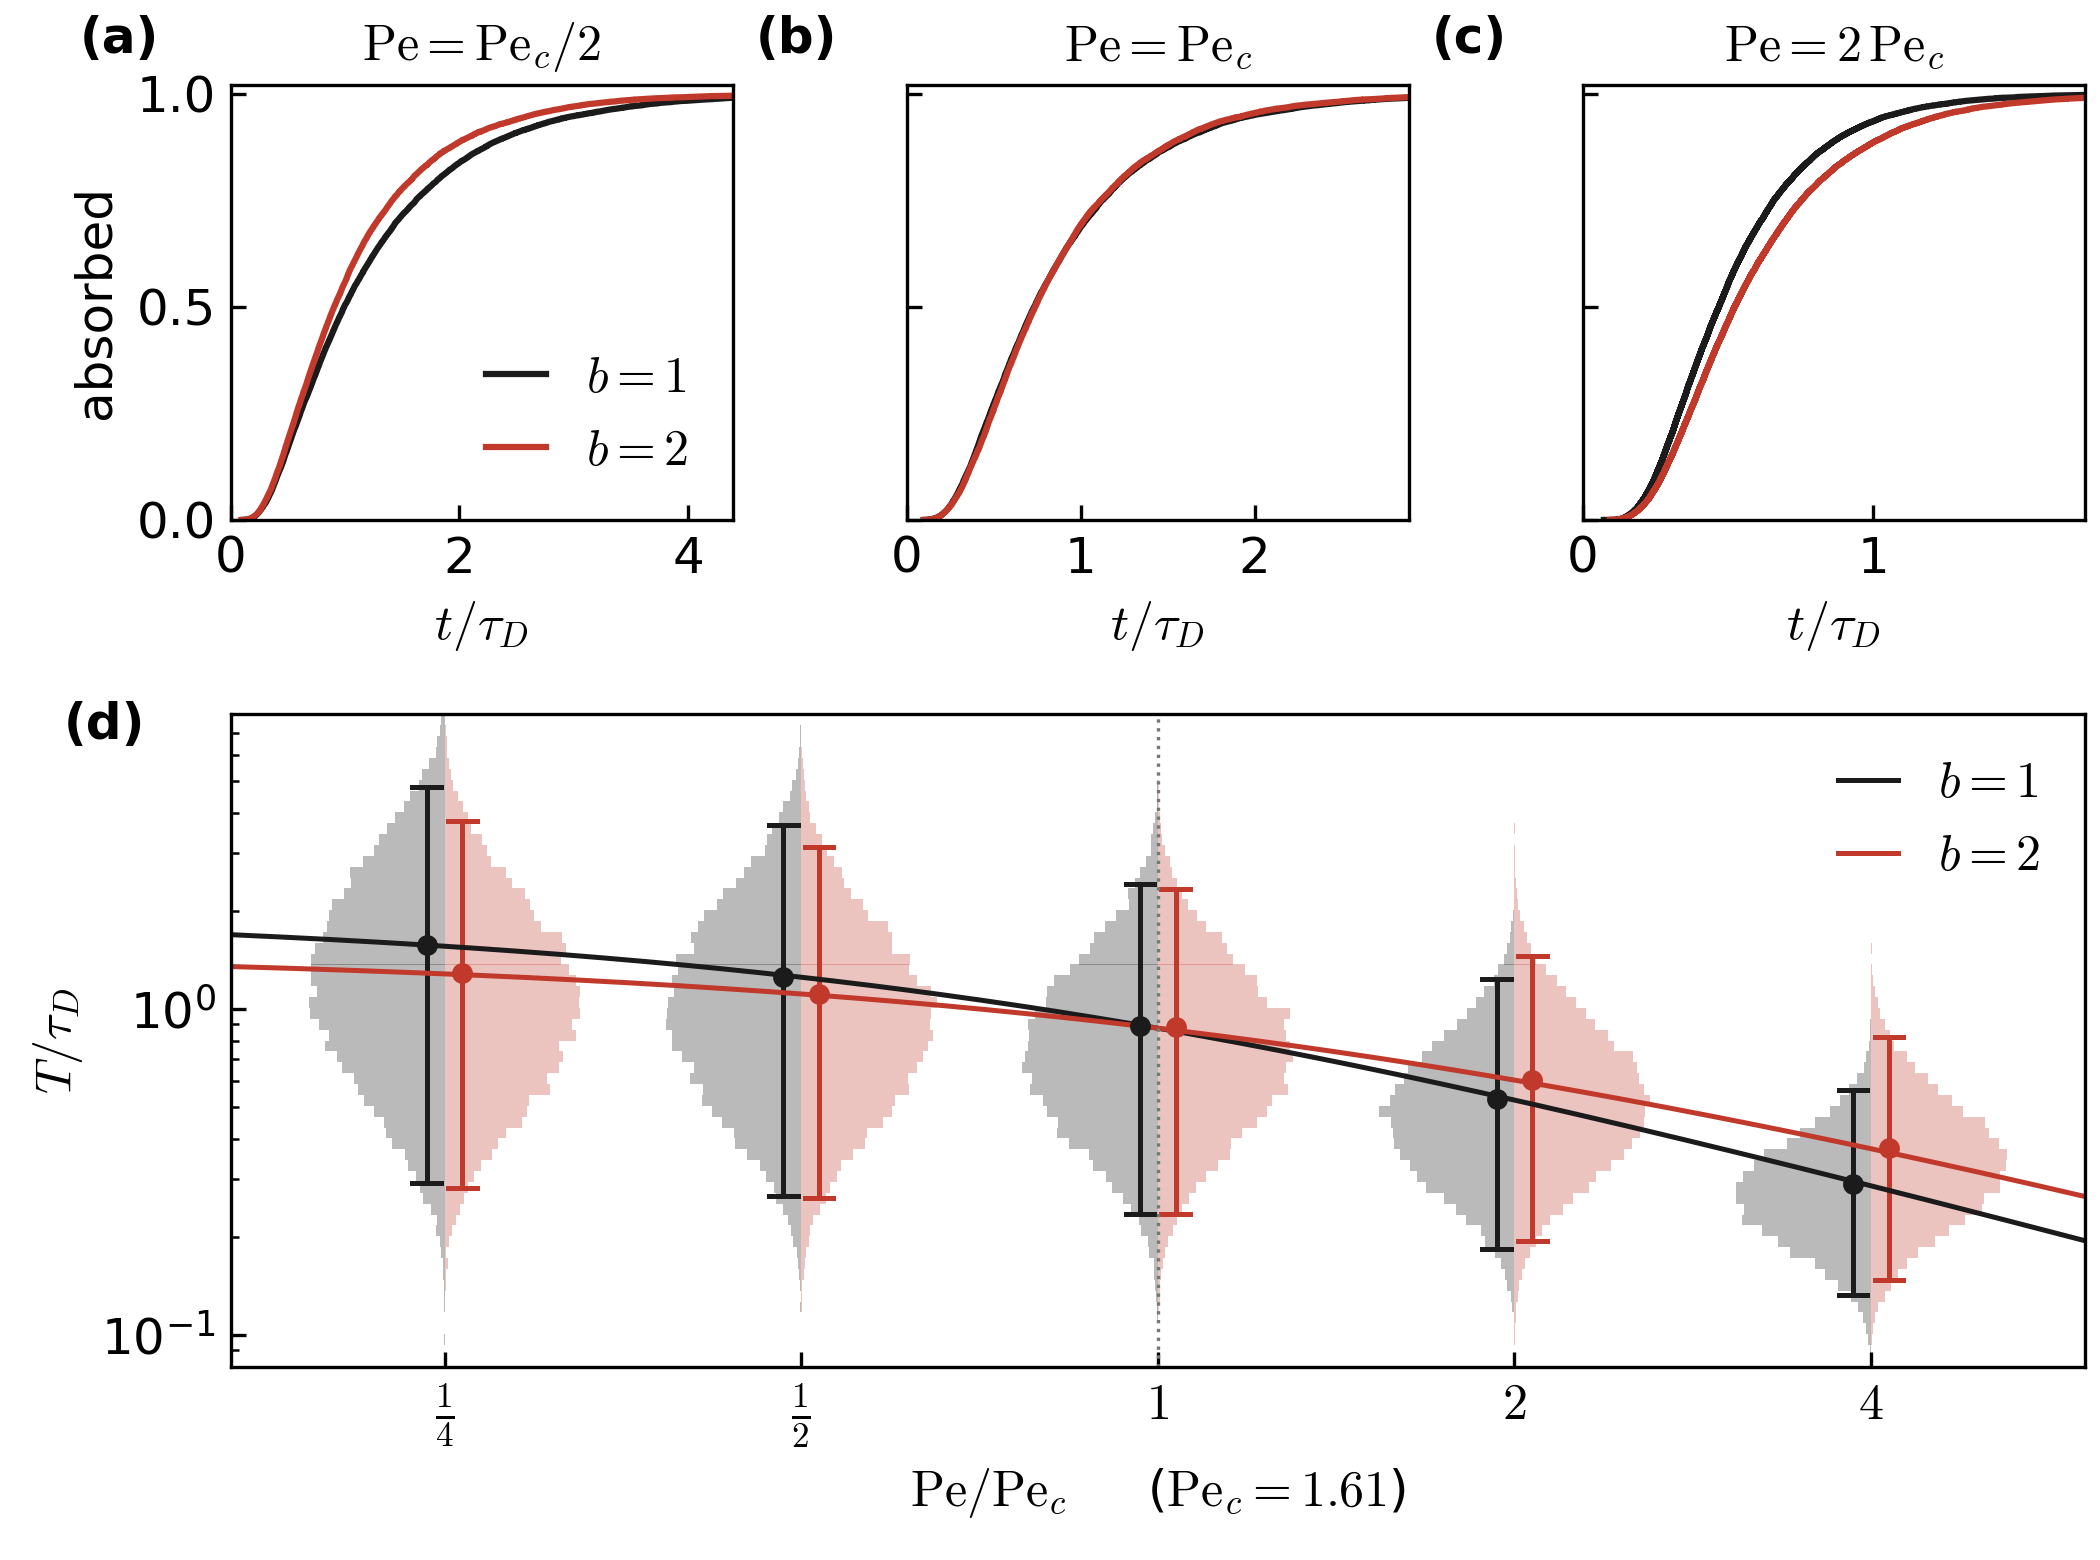 (a) Pe = Pe_c/2
(b) Pe = Pe_c
(c) Pe = 2 Pe_c
absorbed
1.0
0.5
0.0
b = 1
b = 2
0 2 4
0 1 2
0 1
t/τ_D
t/τ_D
t/τ_D
(d)
T/τ_D
10⁰
10⁻¹
b = 1
b = 2
1/4 1/2 1 2 4
Pe/Pe_c (Pe_c = 1.61)